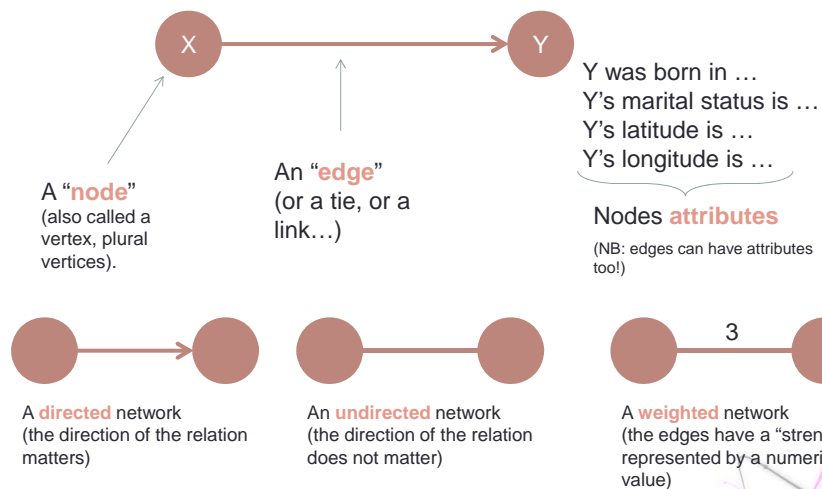 X
Y
Y was born in …
Y’s marital status is …
Y’s latitude is …
Y’s longitude is …
A “node”
(also called a
vertex, plural
vertices).
An “edge”
(or a tie, or a
link…)
Nodes attributes
(NB: edges can have attributes
too!)
3
A directed network
(the direction of the relation
matters)
An undirected network
(the direction of the relation
does not matter)
A weighted network
(the edges have a
represented by a
value)